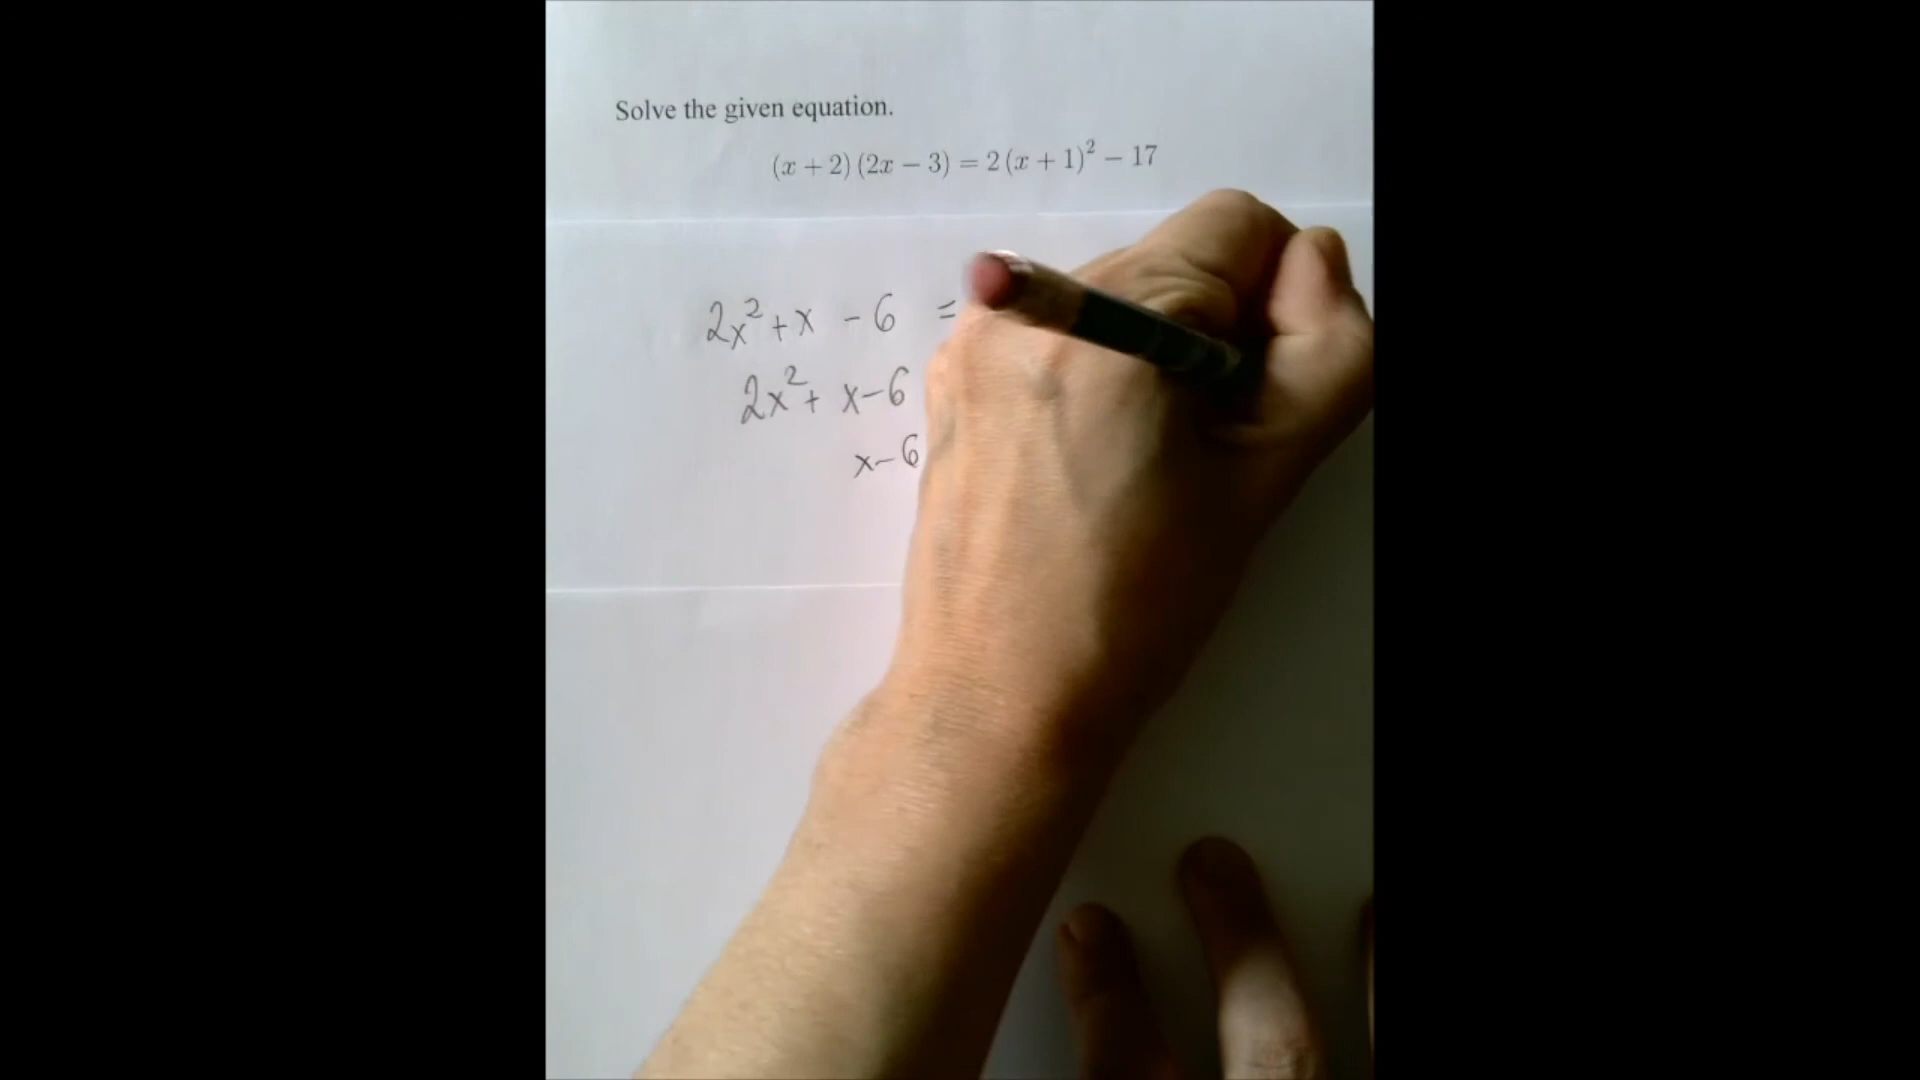 Solve the given equation.
(x + 2) (2x − 3) = 2 (x + 1)² − 17
2x² + x − 6 =
2x² + x − 6
x − 6